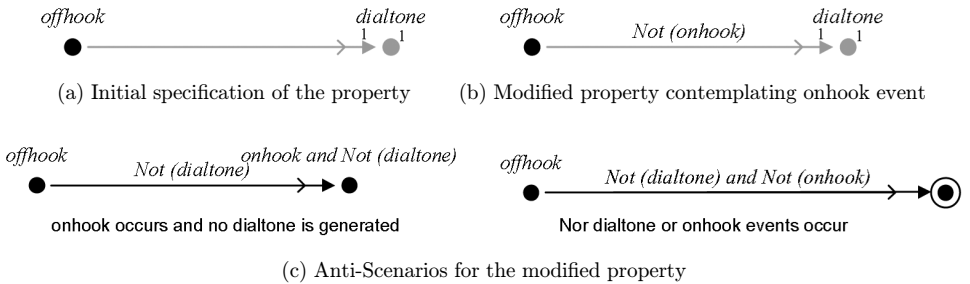 offhook dialtone
1 1
(a) Initial specification of the property
offhook Not (onhook) dialtone
1 1
(b) Modified property contemplating onhook event
offhook Not (dialtone) onhook and Not (dialtone)
onhook occurs and no dialtone is generated
offhook Not (dialtone) and Not (onhook)
Nor dialtone or onhook events occur
(c) Anti-Scenarios for the modified property